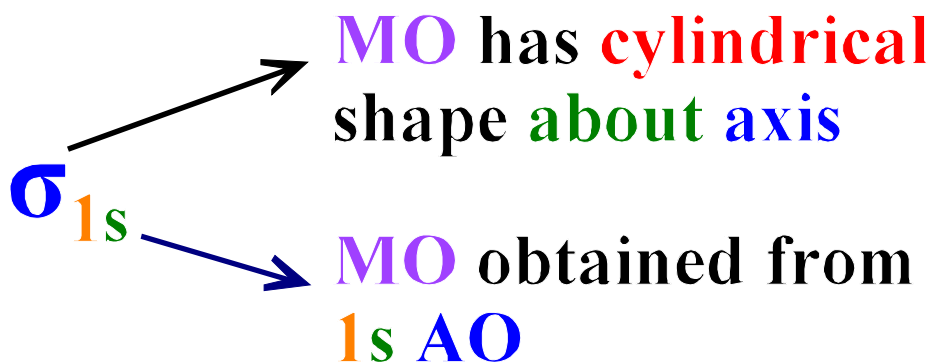 MO has cylindrical
shape about axis
σ1s
MO obtained from
1s AO